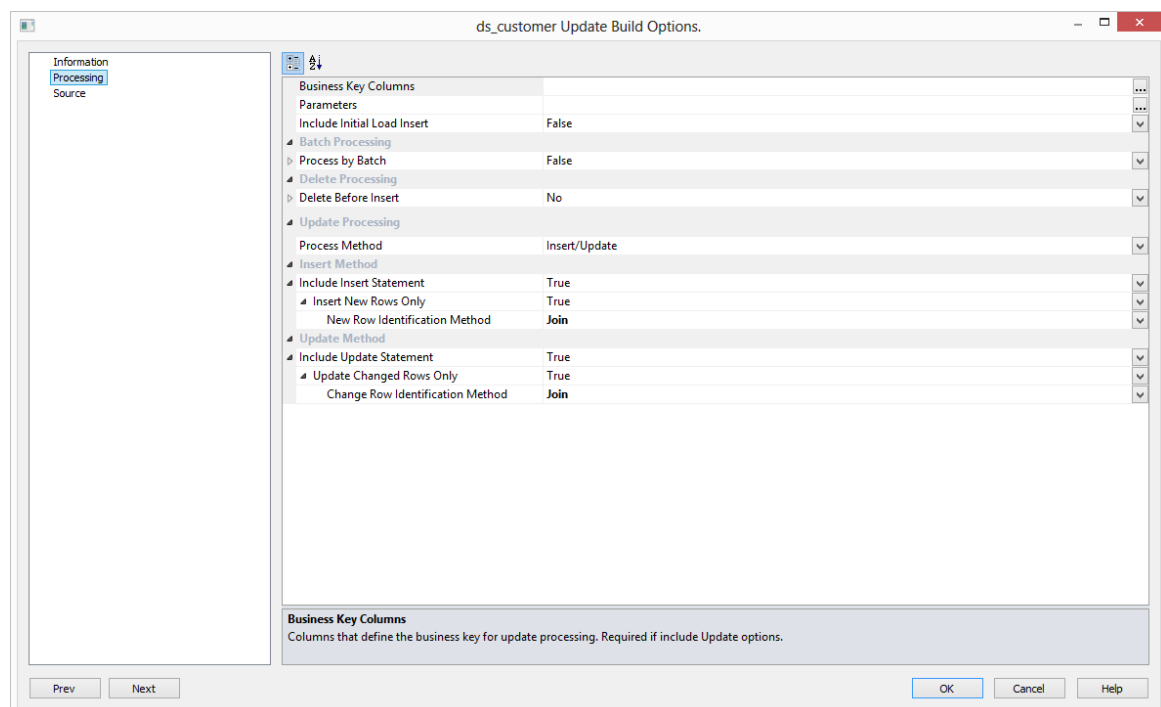 ds_customer Update Build Options.
Information
Processing
Source
Business Key Columns
Parameters
Include Initial Load Insert False
Batch Processing
Process by Batch False
Delete Processing
Delete Before Insert No
Update Processing
Process Method Insert/Update
Insert Method
Include Insert Statement True
Insert New Rows Only True
New Row Identification Method Join
Update Method
Include Update Statement True
Update Changed Rows Only True
Change Row Identification Method Join
Business Key Columns
Columns that define the business key for update processing. Required if include Update options.
Prev Next OK Cancel Help